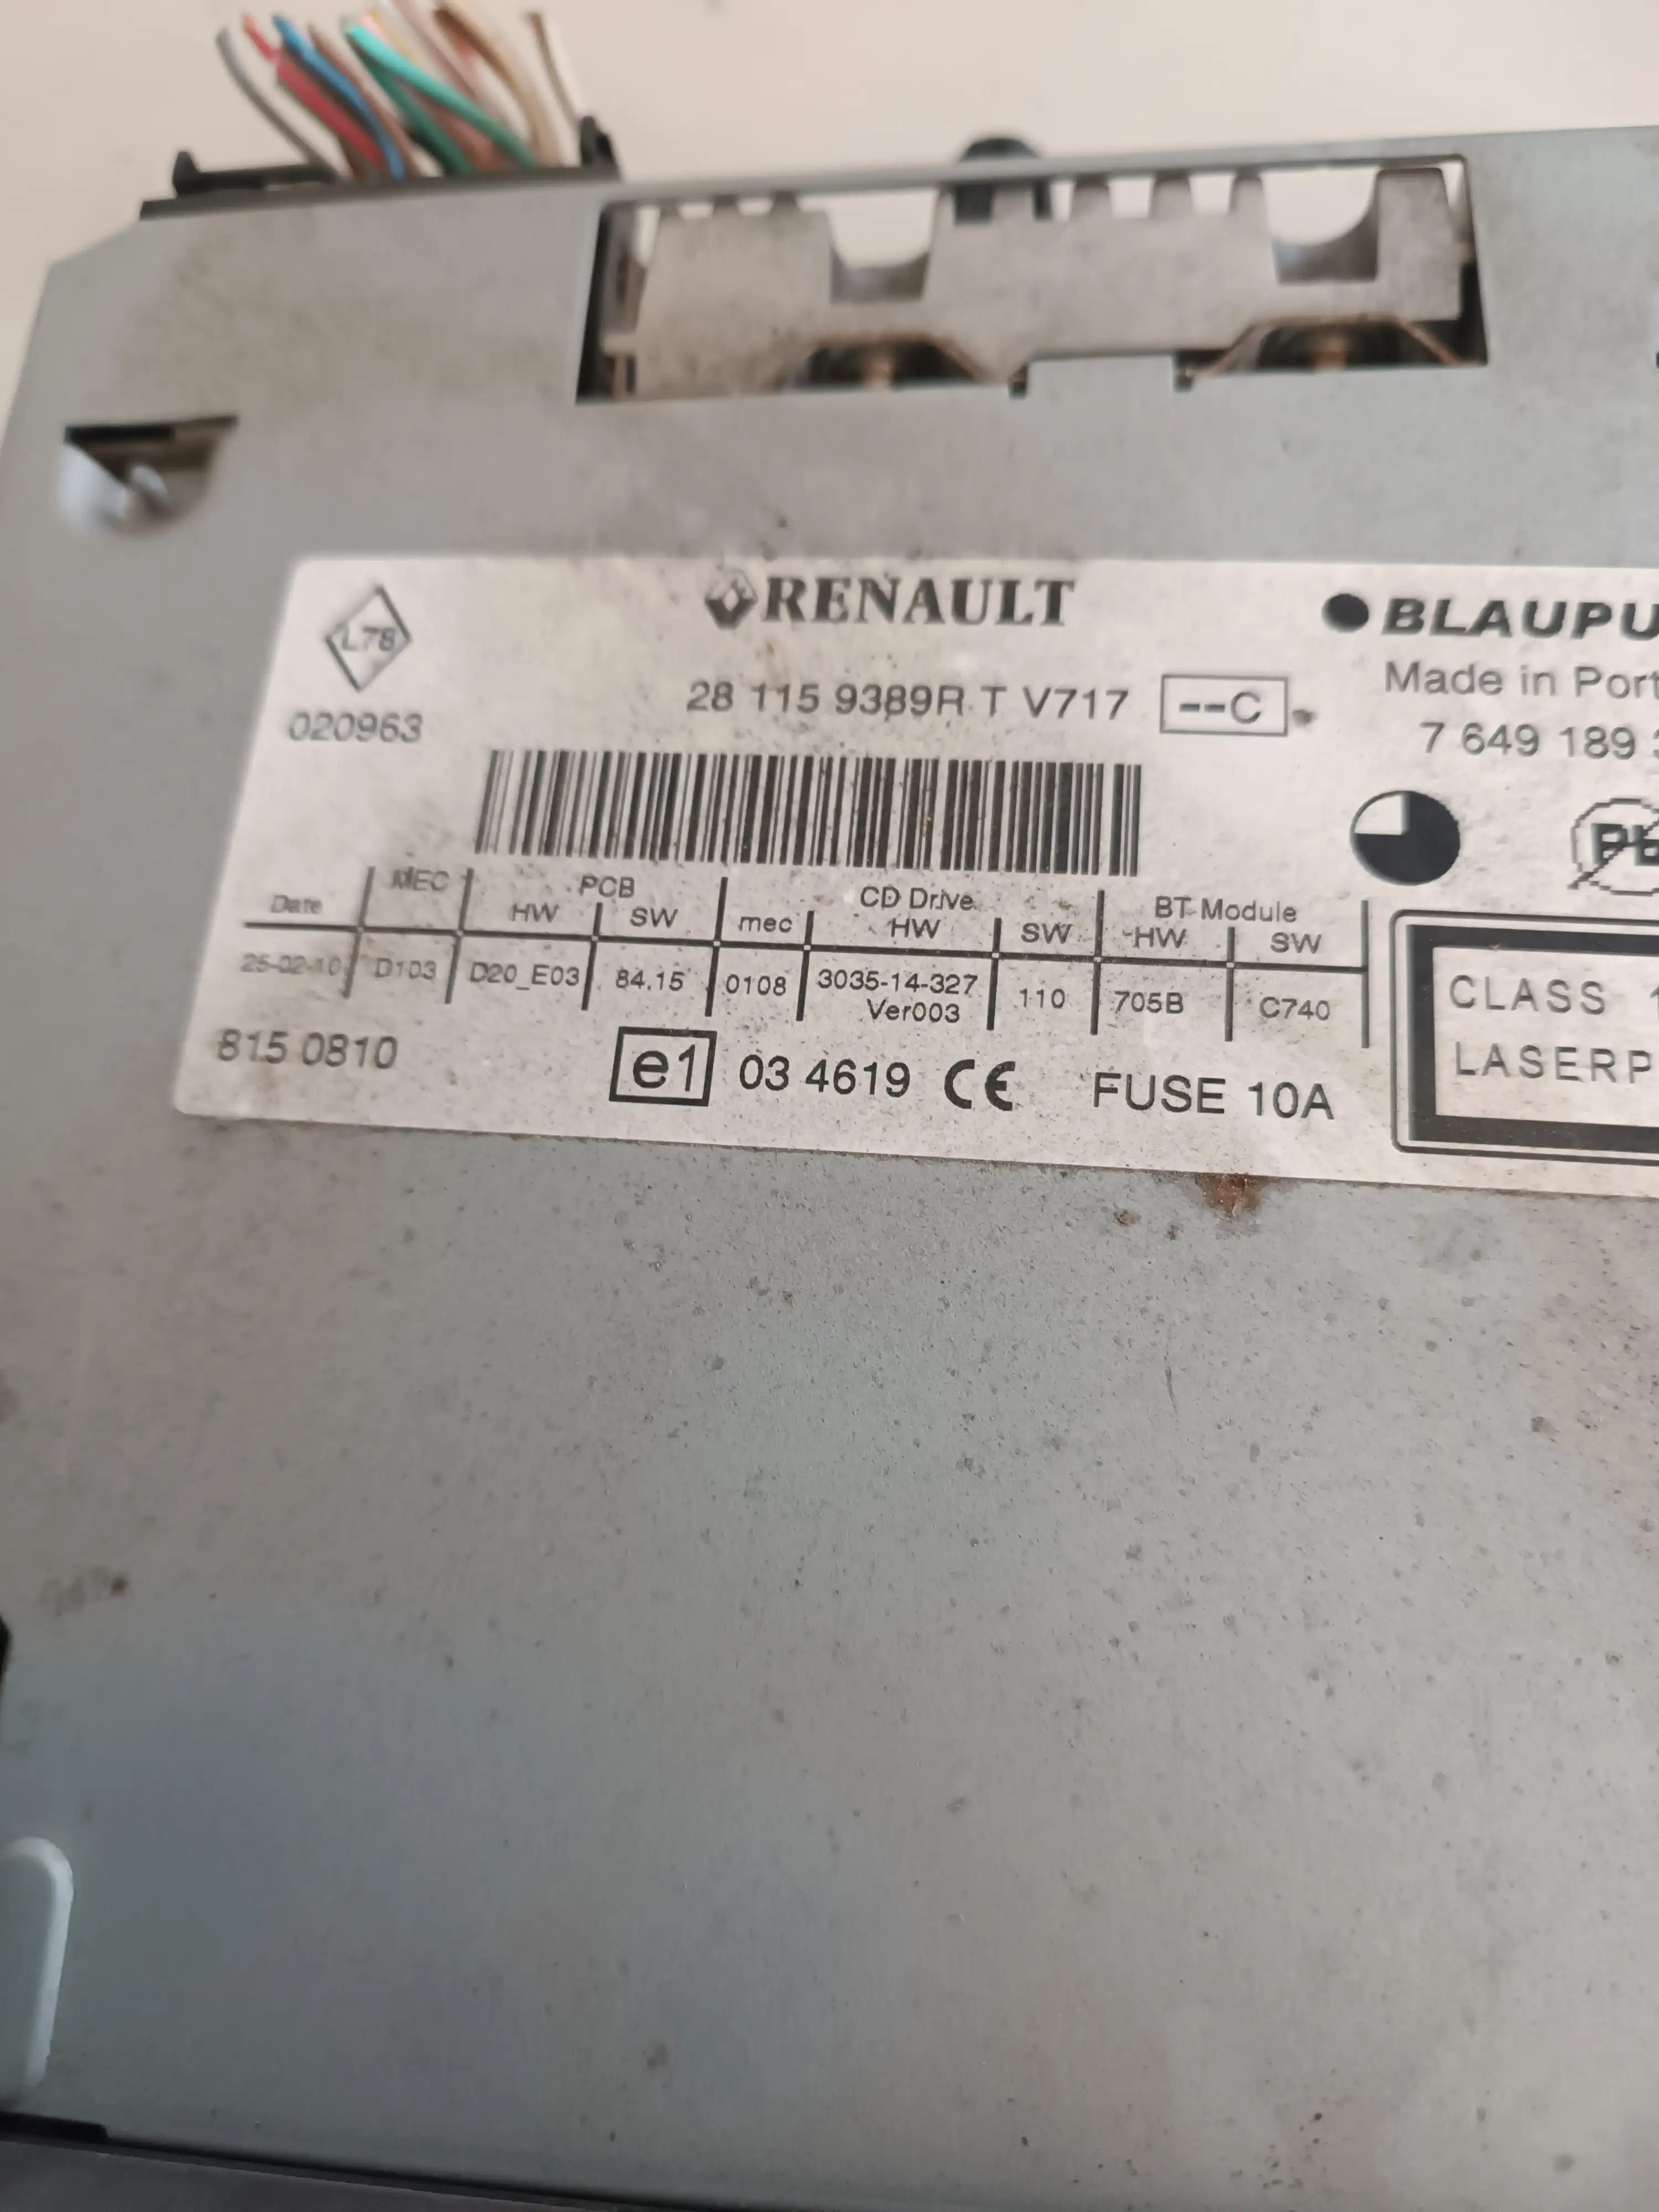 L78
RENAULT
BLAUPU
28 115 9389R T V717 --C
Made in Port
020963
7 649 189
Date MEC PCB CD Drive BT Module
HW SW mec HW SW HW SW
25-02-10 D103 D20_E03 84.15 0108 3035-14-327 110 705B C740
Ver003
CLASS 1
LASERP
815 0810
e1 03 4619 CE FUSE 10A
Pb